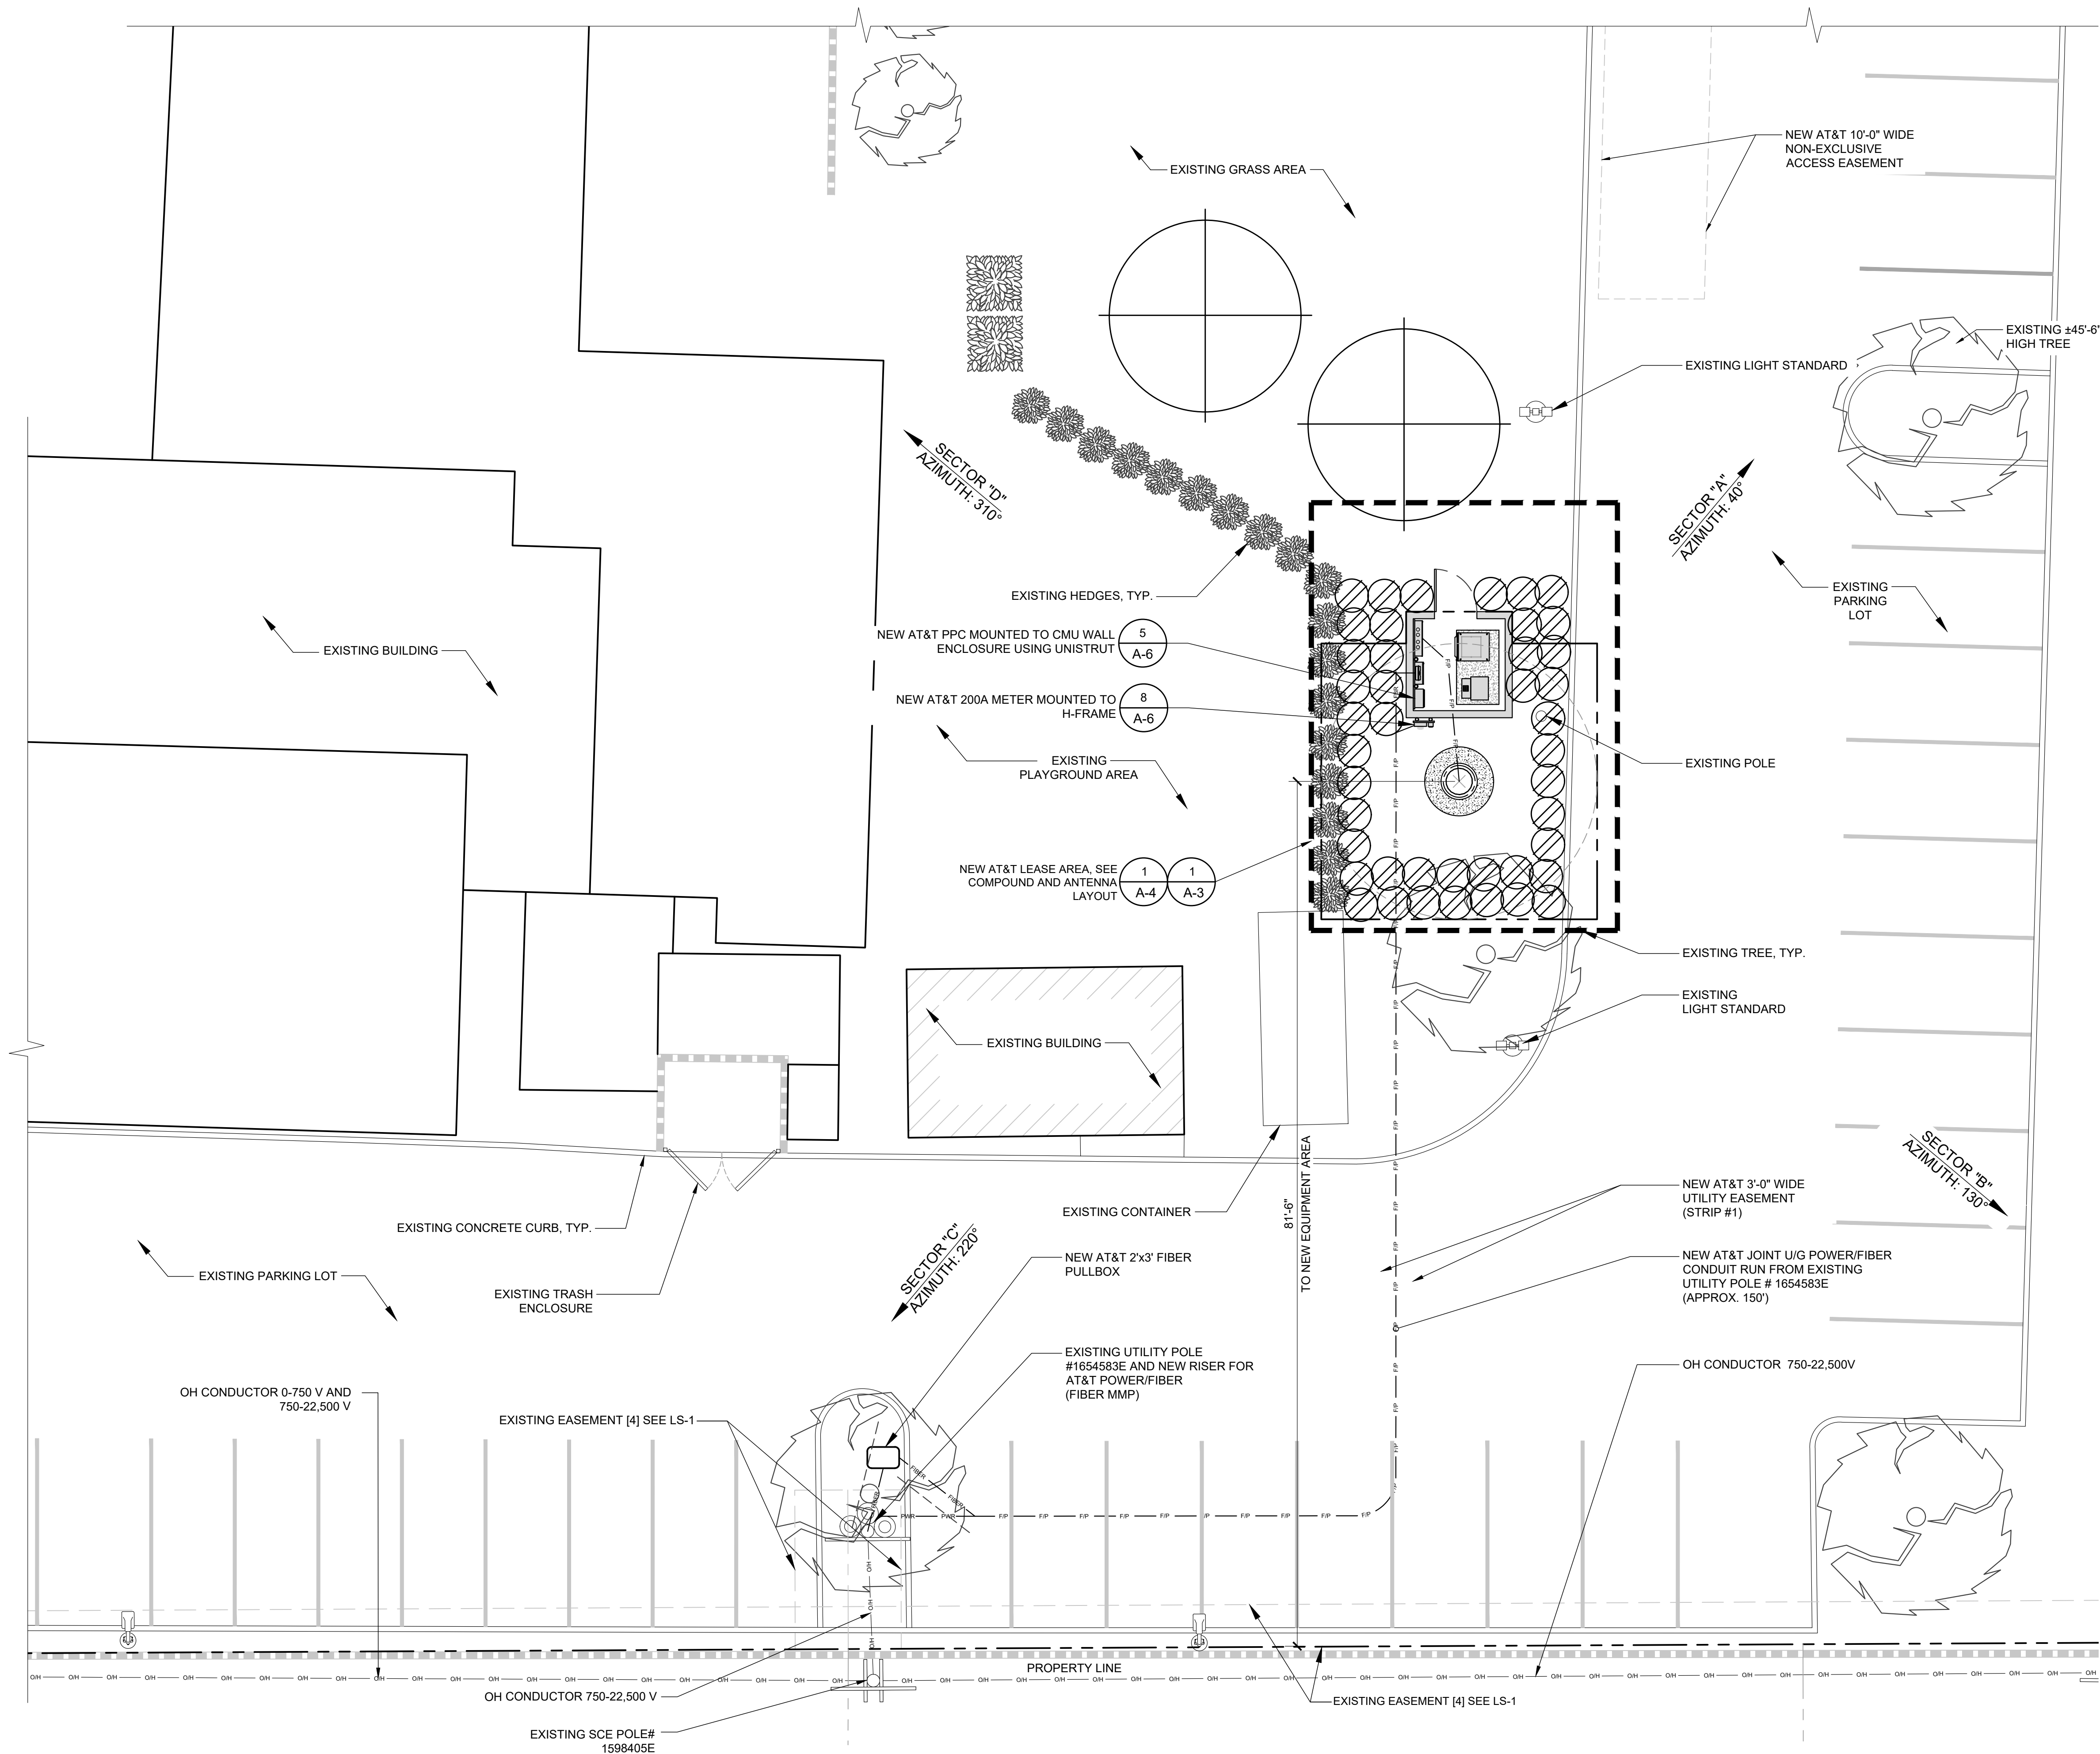 NEW AT&T 10'-0" WIDE
NON-EXCLUSIVE
ACCESS EASEMENT
EXISTING GRASS AREA
EXISTING ±45'-6"
HIGH TREE
EXISTING LIGHT STANDARD
SECTOR "D"
AZIMUTH: 310°
SECTOR "A"
AZIMUTH: 40°
EXISTING HEDGES, TYP.
EXISTING
PARKING
LOT
NEW AT&T PPC MOUNTED TO CMU WALL
ENCLOSURE USING UNISTRUT
5
A-6
EXISTING BUILDING
NEW AT&T 200A METER MOUNTED TO
H-FRAME
8
A-6
EXISTING
PLAYGROUND AREA
EXISTING POLE
NEW AT&T LEASE AREA, SEE
COMPOUND AND ANTENNA
LAYOUT
1
A-4
1
A-3
EXISTING TREE, TYP.
EXISTING
LIGHT STANDARD
EXISTING BUILDING
SECTOR "B"
AZIMUTH: 130°
81'-6"
TO NEW EQUIPMENT AREA
NEW AT&T 3'-0" WIDE
UTILITY EASEMENT
(STRIP #1)
EXISTING CONTAINER
EXISTING CONCRETE CURB, TYP.
SECTOR "C"
AZIMUTH: 220°
NEW AT&T 2'x3' FIBER
PULLBOX
NEW AT&T JOINT U/G POWER/FIBER
CONDUIT RUN FROM EXISTING
UTILITY POLE # 1654583E
(APPROX. 150')
EXISTING PARKING LOT
EXISTING TRASH
ENCLOSURE
EXISTING UTILITY POLE
#1654583E AND NEW RISER FOR
AT&T POWER/FIBER
(FIBER MMP)
OH CONDUCTOR 750-22,500V
OH CONDUCTOR 0-750 V AND
750-22,500 V
EXISTING EASEMENT [4] SEE LS-1
FIBER
FIBER
FIBER
PWR PWR F/P F/P F/P F/P F/P F/P F/P F/P F/P F/P
PROPERTY LINE
O/H O/H O/H O/H O/H O/H O/H O/H O/H O/H
OH CONDUCTOR 750-22,500 V
EXISTING EASEMENT [4] SEE LS-1
EXISTING SCE POLE#
1598405E